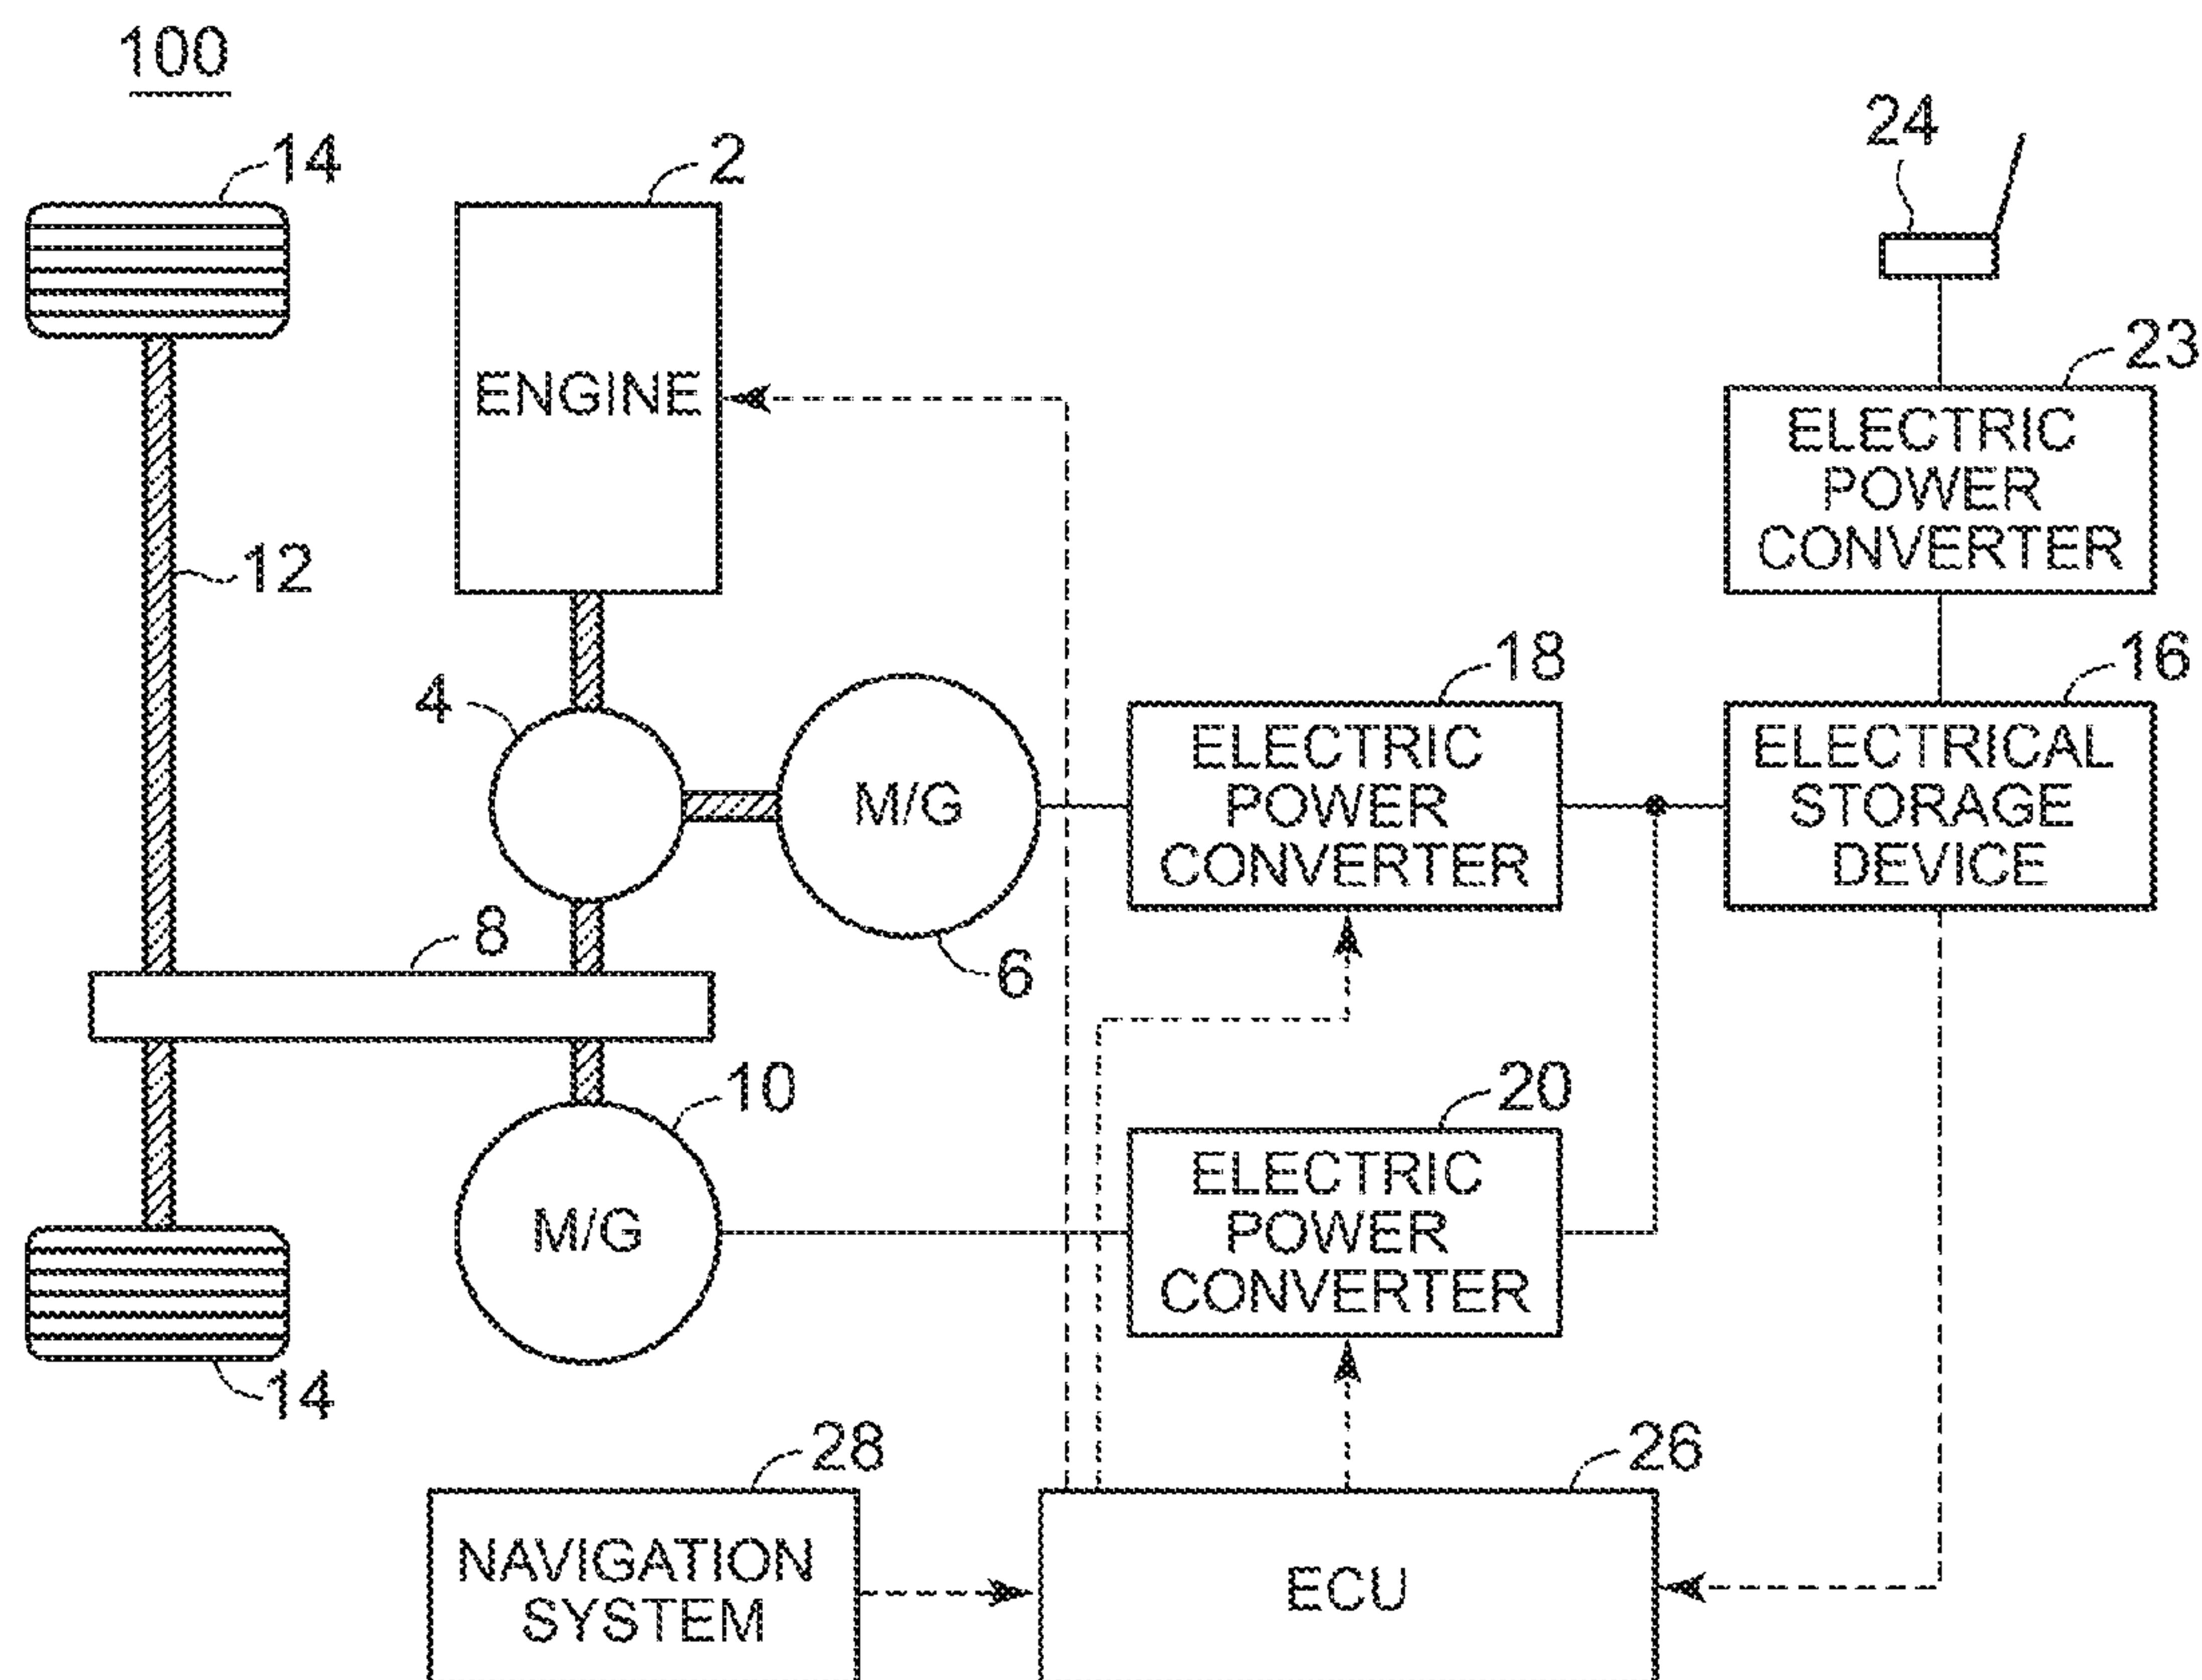 100
14
2
24
ENGINE
23
ELECTRIC
POWER
CONVERTER
12
4
18
16
M/G
ELECTRIC
POWER
CONVERTER
ELECTRICAL
STORAGE
DEVICE
8
6
10
20
M/G
ELECTRIC
POWER
CONVERTER
14
28
26
NAVIGATION
SYSTEM
ECU